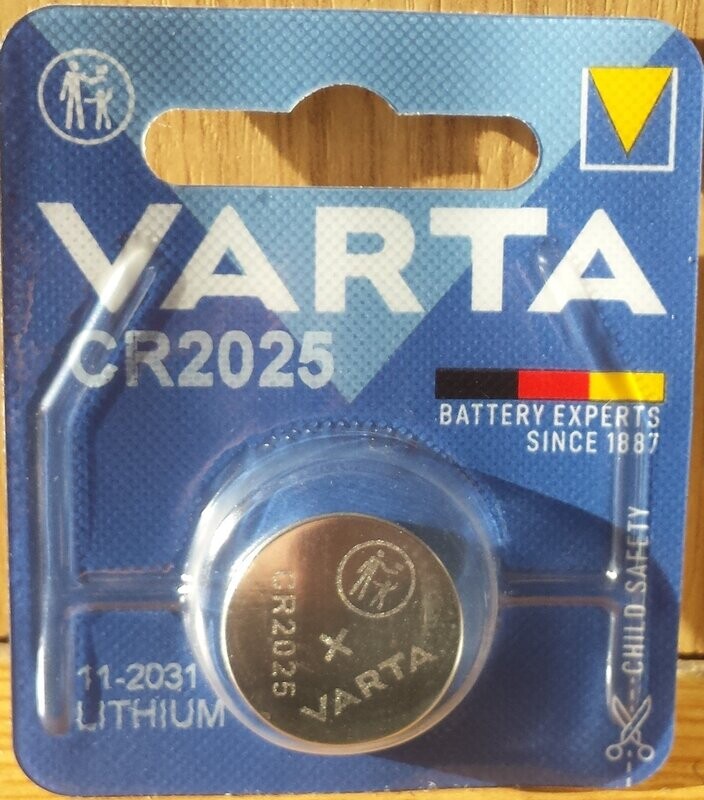 VARTA
CR2025
BATTERY EXPERTS
SINCE 1887
CHILD SAFETY
CR2025
+
VARTA
11-2031
LITHIUM